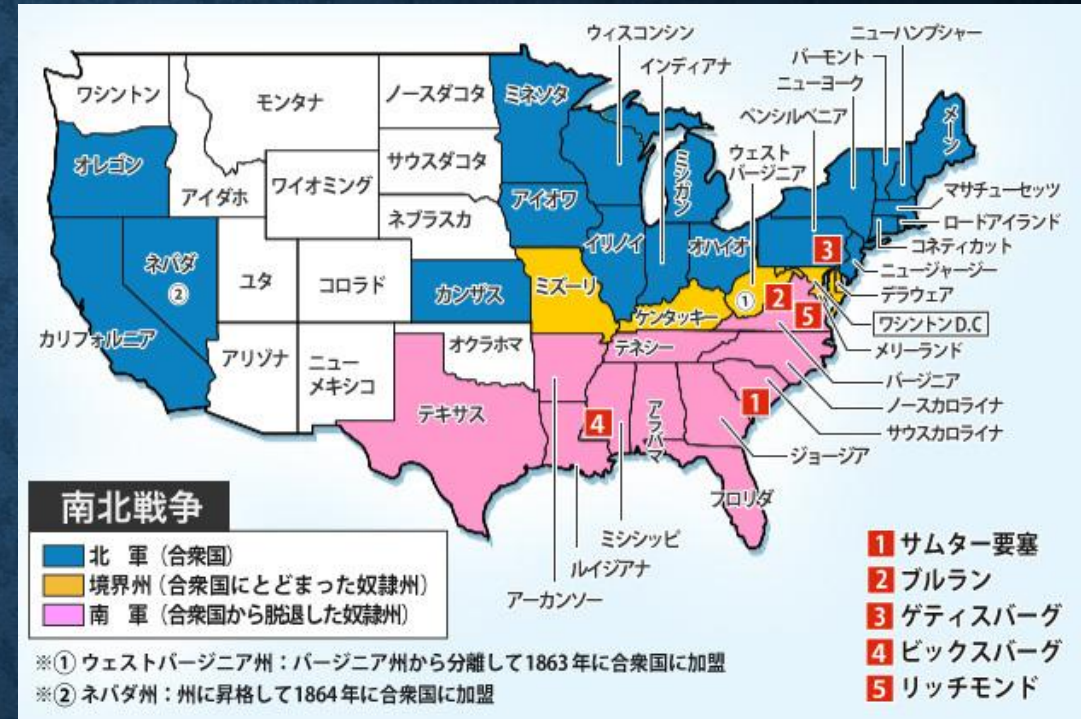 ウィスコンシン
ニューハンプシャー
インディアナ
バーモント
ニューヨーク
ペンシルベニア
ワシントン
モンタナ
ノースダコタ
ミネソタ
メーン
オレゴン
アイダホ
ワイオミング
サウスダコタ
ミシガン
ウェスト
バージニア
マサチューセッツ
ロードアイランド
コネティカット
ネブラスカ
アイオワ
イリノイ
オハイオ
3
ニュージャージー
ネバダ
②
ユタ
コロラド
カンザス
ミズーリ
ケンタッキー
①
2
5
デラウェア
ワシントンD.C
メリーランド
カリフォルニア
アリゾナ
ニュー
メキシコ
オクラホマ
テネシー
バージニア
ノースカロライナ
サウスカロライナ
テキサス
4
アラバマ
1
ジョージア
フロリダ
ミシシッピ
ルイジアナ
アーカンソー
南北戦争
北 軍（合衆国）
境界州（合衆国にとどまった奴隷州）
南 軍（合衆国から脱退した奴隷州）
※① ウェストバージニア州：バージニア州から分離して1863年に合衆国に加盟
※② ネバダ州：州に昇格して1864年に合衆国に加盟
1 サムター要塞
2 ブルラン
3 ゲティスバーグ
4 ビックスバーグ
5 リッチモンド